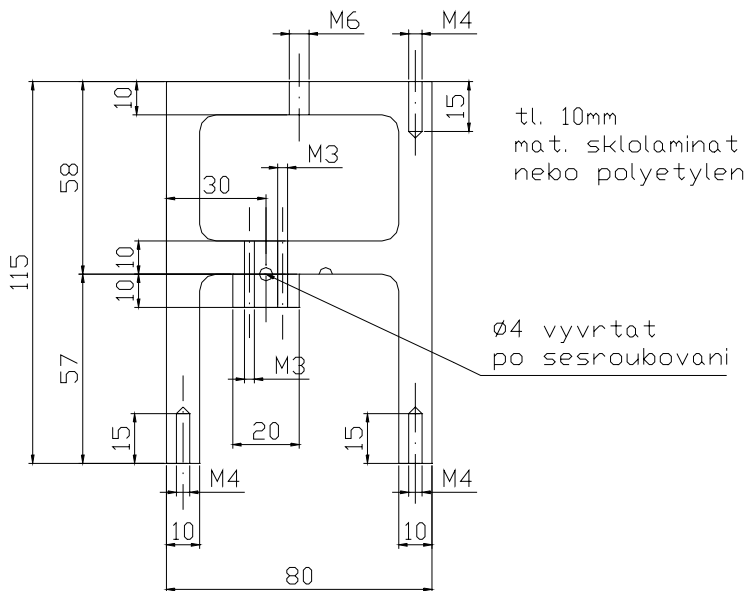 M6
M4
10
15
tl. 10mm
mat. sklolaminat
nebo polyetylen
M3
30
58
115
10
10
Ø4 vyvrtat
po sesroubovani
57
M3
15
20
15
M4
M4
10
10
80